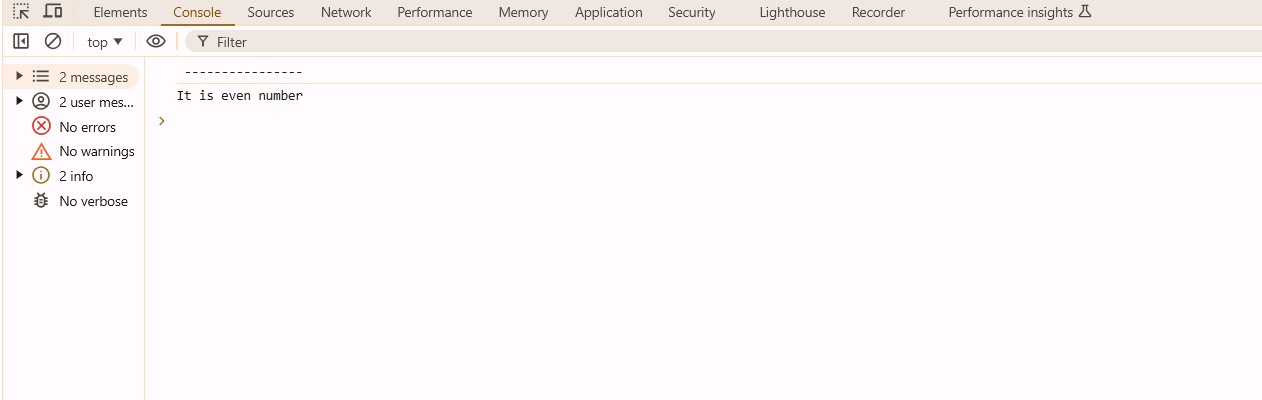 Elements Console Sources Network Performance Memory Application Security Lighthouse Recorder Performance insights
top Filter
2 messages
2 user mes...
No errors
No warnings
2 info
No verbose
----------------
It is even number